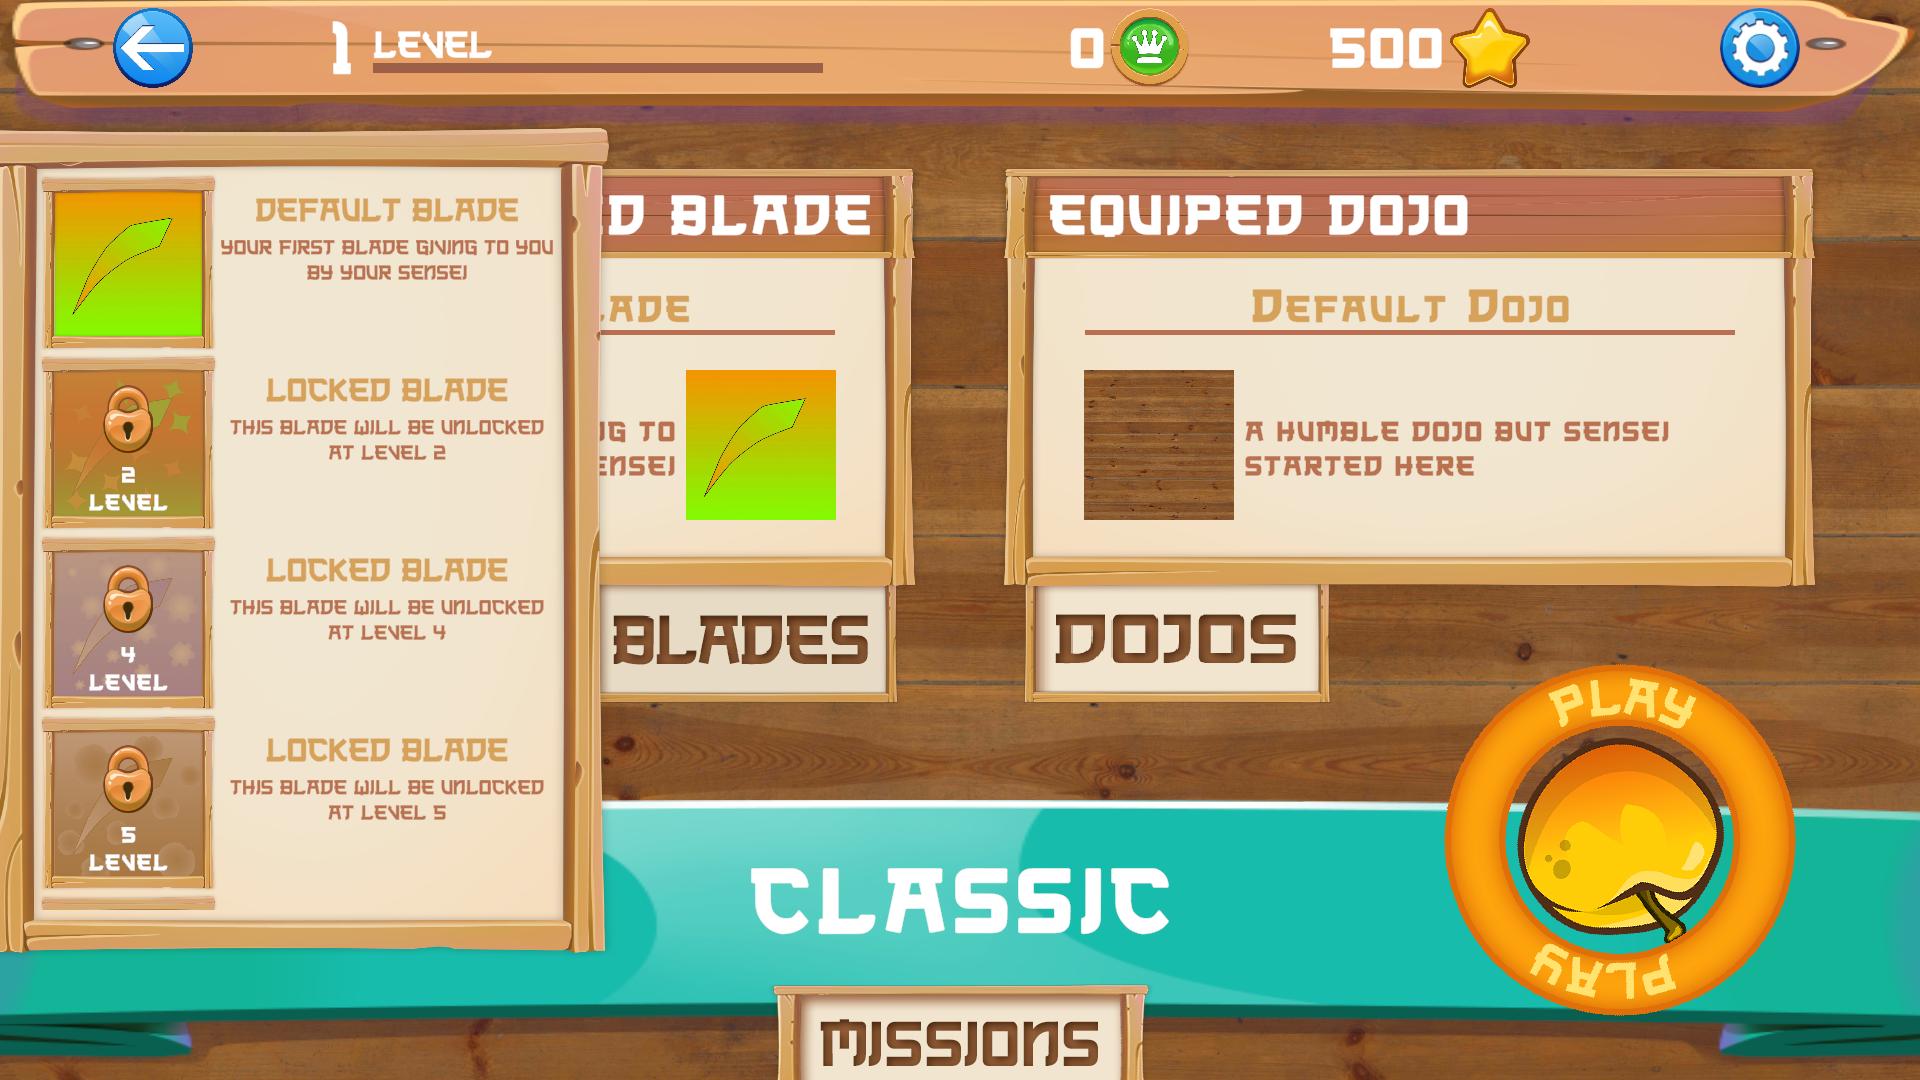 1 LEVEL
0
500
DEFAULT BLADE
YOUR FIRST BLADE GIVING TO YOU
BY YOUR SENSEI
2
LEVEL
LOCKED BLADE
THIS BLADE WILL BE UNLOCKED
AT LEVEL 2
4
LEVEL
LOCKED BLADE
THIS BLADE WILL BE UNLOCKED
AT LEVEL 4
5
LEVEL
LOCKED BLADE
THIS BLADE WILL BE UNLOCKED
AT LEVEL 5
D BLADE
ADE
G TO
ENSEI
BLADES
EQUIPED DOJO
DEFAULT DOJO
A HUMBLE DOJO BUT SENSEI
STARTED HERE
DOJOS
CLASSIC
PLAY
PLAY
MISSIONS